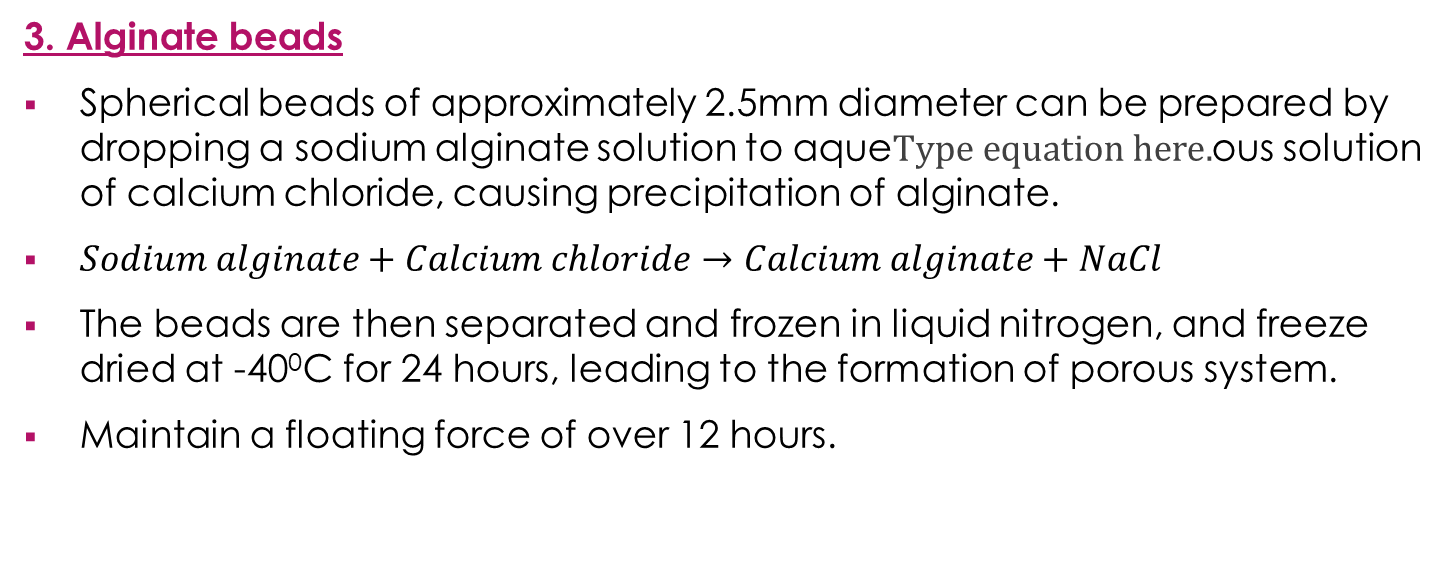 3. Alginate beads
▪ Spherical beads of approximately 2.5mm diameter can be prepared by
dropping a sodium alginate solution to aqueType equation here.ous solution
of calcium chloride, causing precipitation of alginate.
▪ Sodium alginate + Calcium chloride → Calcium alginate + NaCl
▪ The beads are then separated and frozen in liquid nitrogen, and freeze
dried at -40⁰C for 24 hours, leading to the formation of porous system.
▪ Maintain a floating force of over 12 hours.